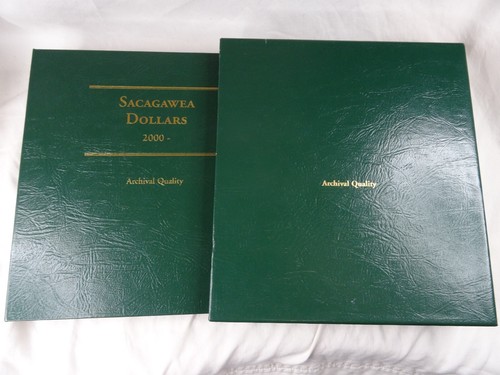 SACAGAWEA
DOLLARS
2000 -
Archival Quality
Archival Quality